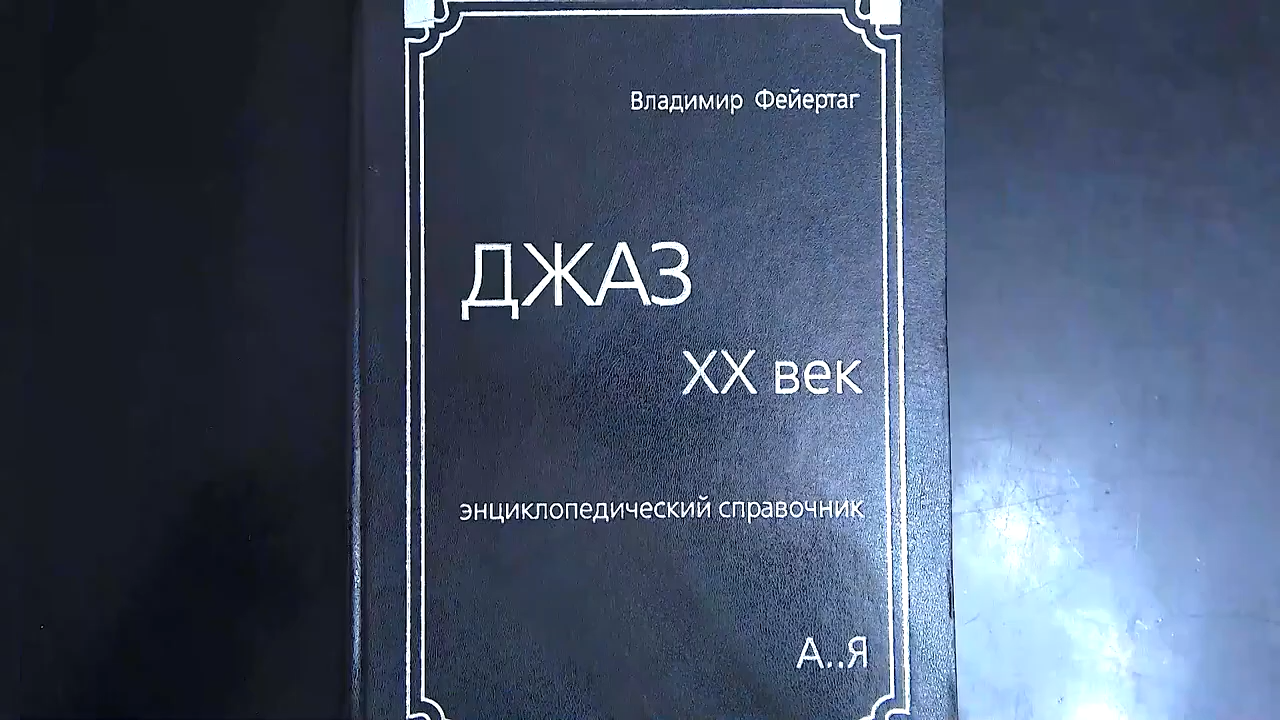 Владимир Фейертаг
ДЖАЗ
XX век
энциклопедический справочник
А..Я